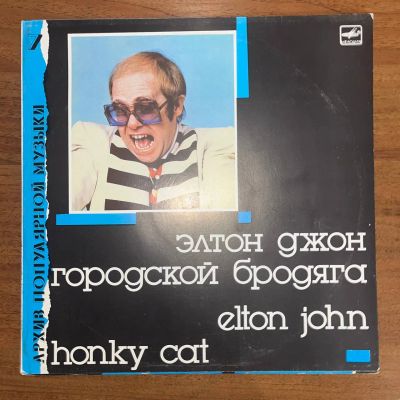 7
АРХИВ ПОПУЛЯРНОЙ МУЗЫКИ
элтон джон
городской бродяга
elton john
honky cat